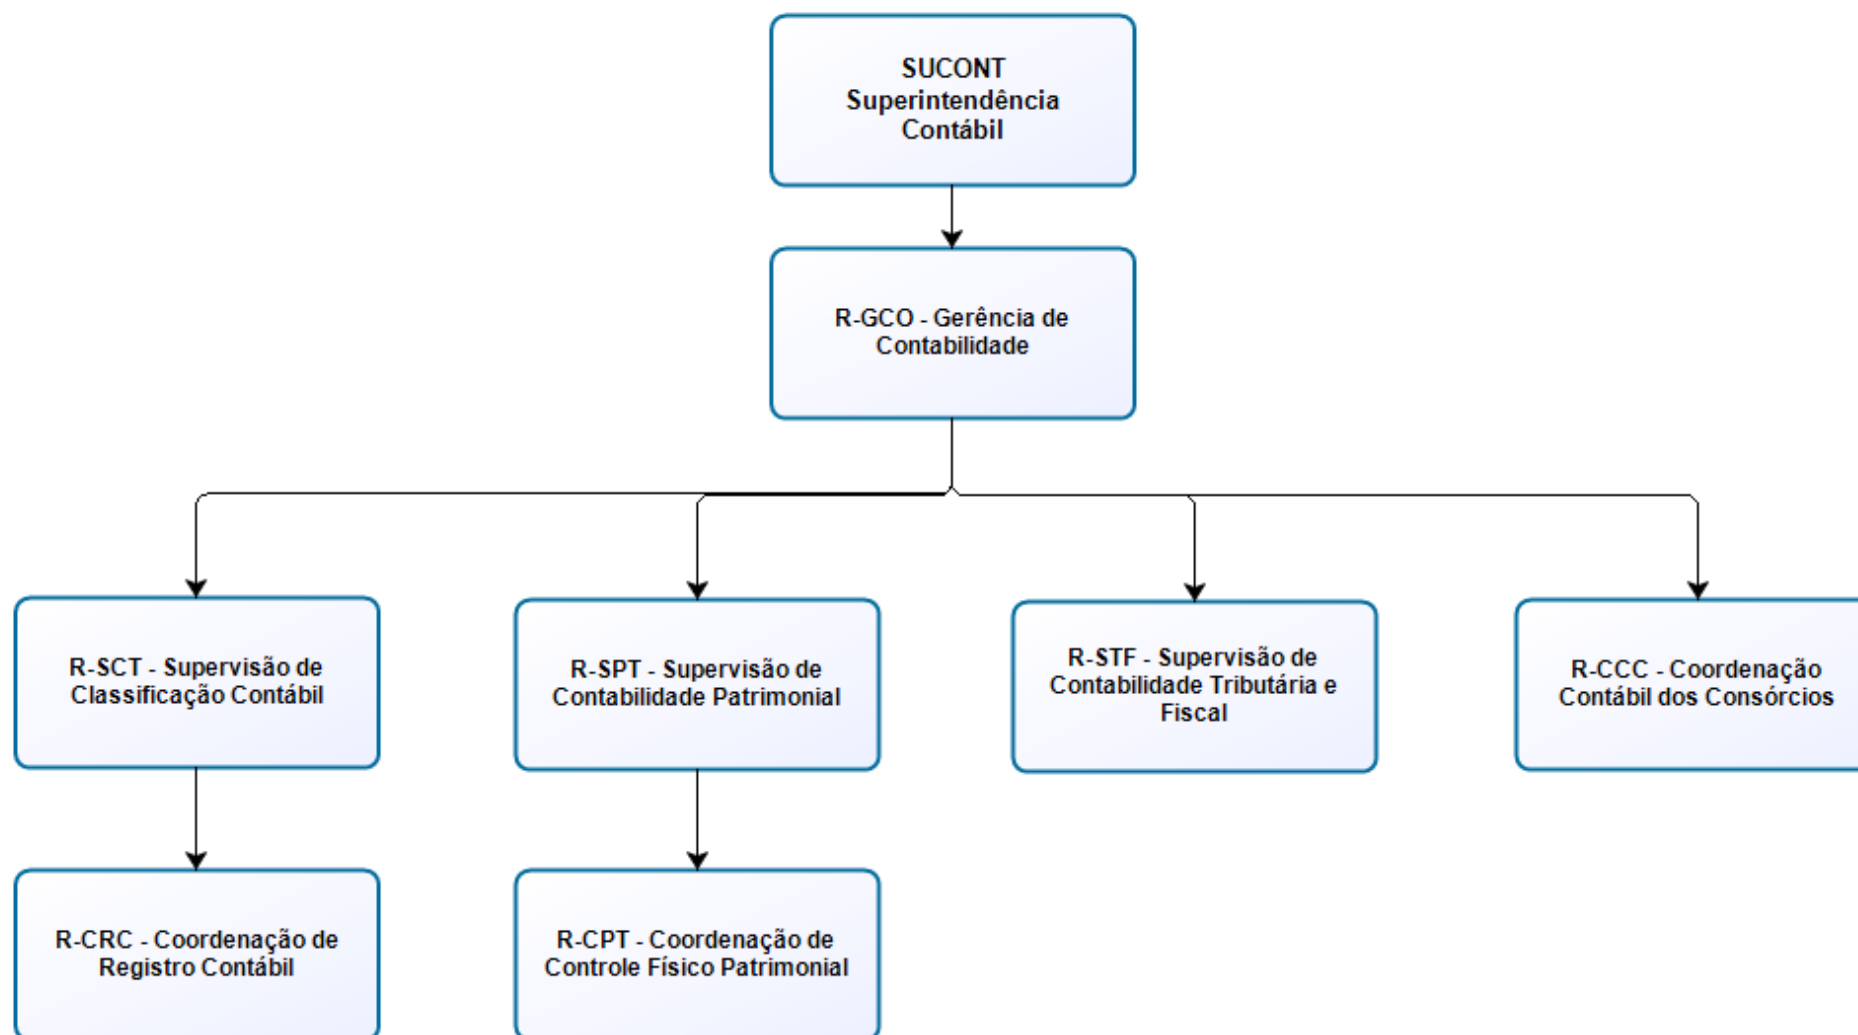 SUCONT
Superintendência
Contábil
R-GCO - Gerência de
Contabilidade
R-SCT - Supervisão de
Classificação Contábil
R-SPT - Supervisão de
Contabilidade Patrimonial
R-STF - Supervisão de
Contabilidade Tributária e
Fiscal
R-CCC - Coordenação
Contábil dos Consórcios
R-CRC - Coordenação de
Registro Contábil
R-CPT - Coordenação de
Controle Físico Patrimonial